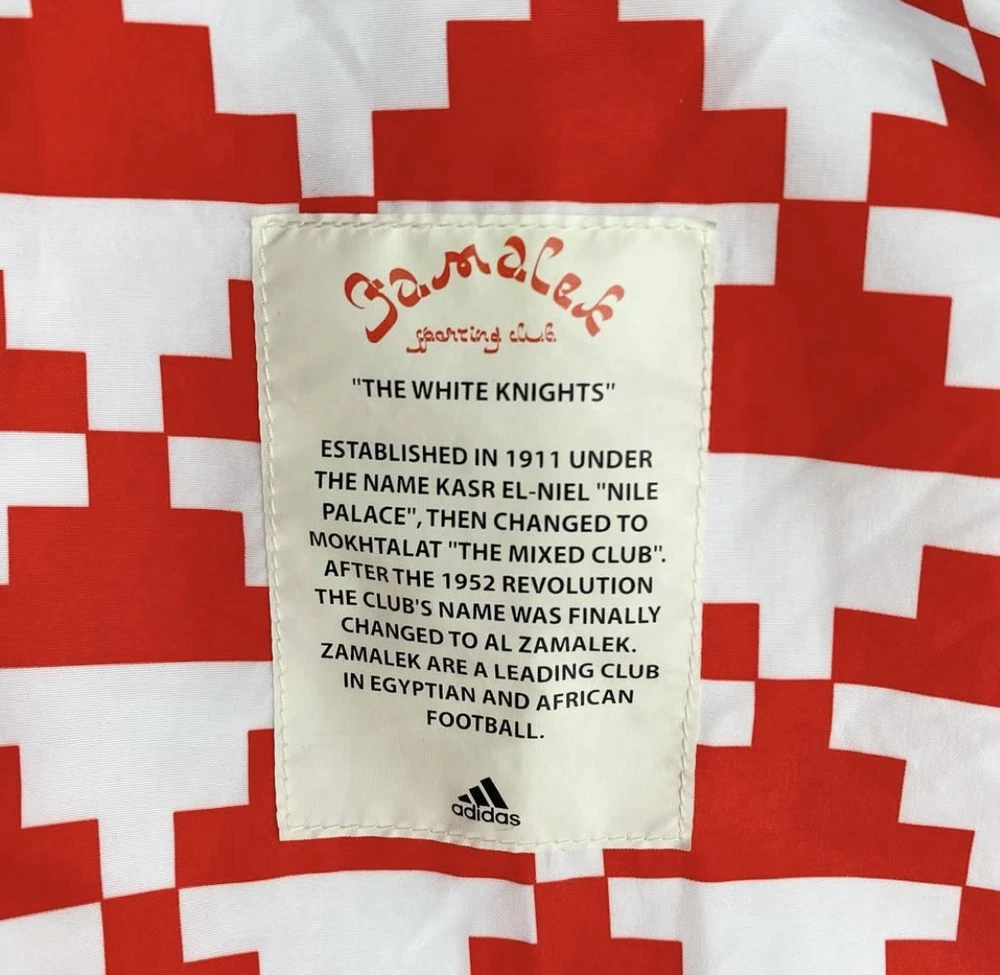 Zamalek
sporting club
"THE WHITE KNIGHTS"
ESTABLISHED IN 1911 UNDER
THE NAME KASR EL-NIEL "NILE
PALACE", THEN CHANGED TO
MOKHTALAT "THE MIXED CLUB".
AFTER THE 1952 REVOLUTION
THE CLUB'S NAME WAS FINALLY
CHANGED TO AL ZAMALEK.
ZAMALEK ARE A LEADING CLUB
IN EGYPTIAN AND AFRICAN
FOOTBALL.
adidas